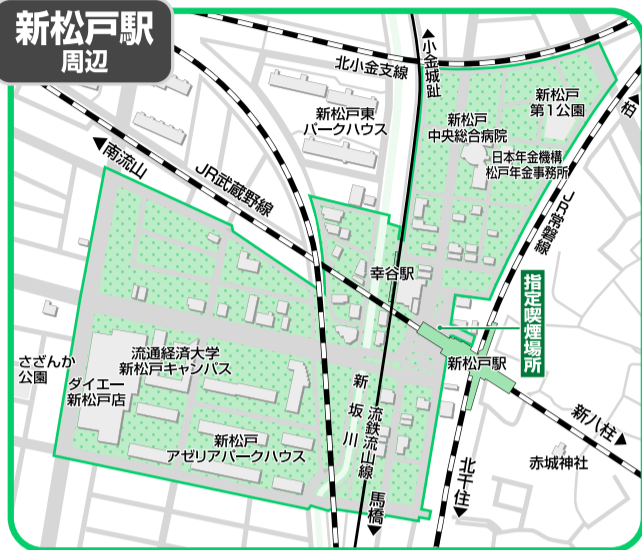 新松戸駅
周辺
北小金支線
小金城趾
新松戸東
パークハウス
新松戸
中央総合病院
新松戸
第1公園
日本年金機構
松戸年金事務所
柏
南流山
JR武蔵野線
JR常磐線
幸谷駅
指定喫煙場所
新松戸駅
さざんか
公園
ダイエー
新松戸店
流通経済大学
新松戸キャンパス
新松戸
アゼリアパークハウス
新坂川
流鉄流山線
馬橋
北千住
新八柱
赤城神社